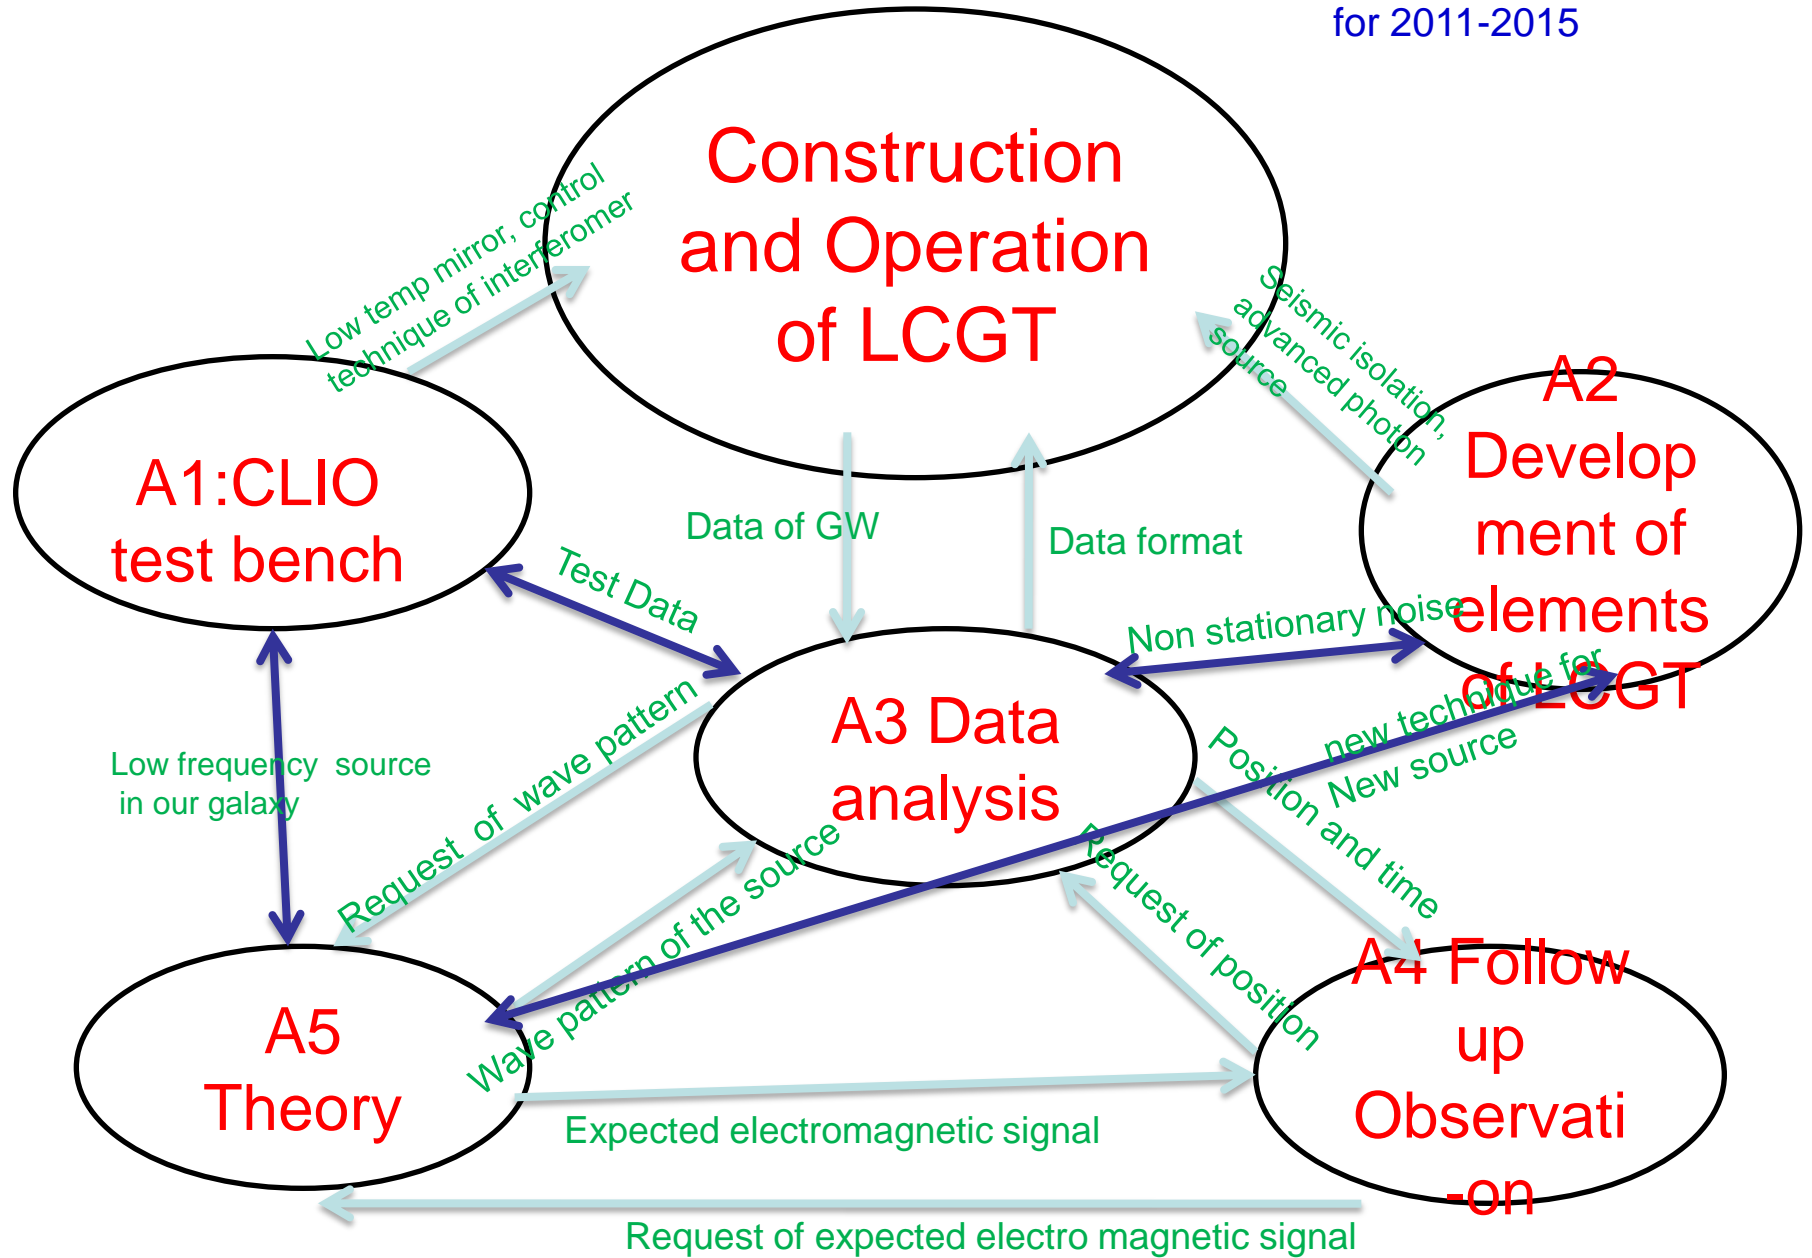 for 2011-2015
Construction
and Operation
of LCGT
Low temp mirror, control
technique of interferomer
Seismic isolation,
advanced photon
source
A1:CLIO
test bench
A2
Develop
ment of
elements
of LCGT
Data of GW
Data format
Test Data
Non stationary noise
new technique for
New source
Low frequency source
in our galaxy
Request of wave pattern
A3 Data
analysis
Position and time
Wave pattern of the source
Request of position
A5
Theory
A4 Follow
up
Observati
-on
Expected electromagnetic signal
Request of expected electro magnetic signal